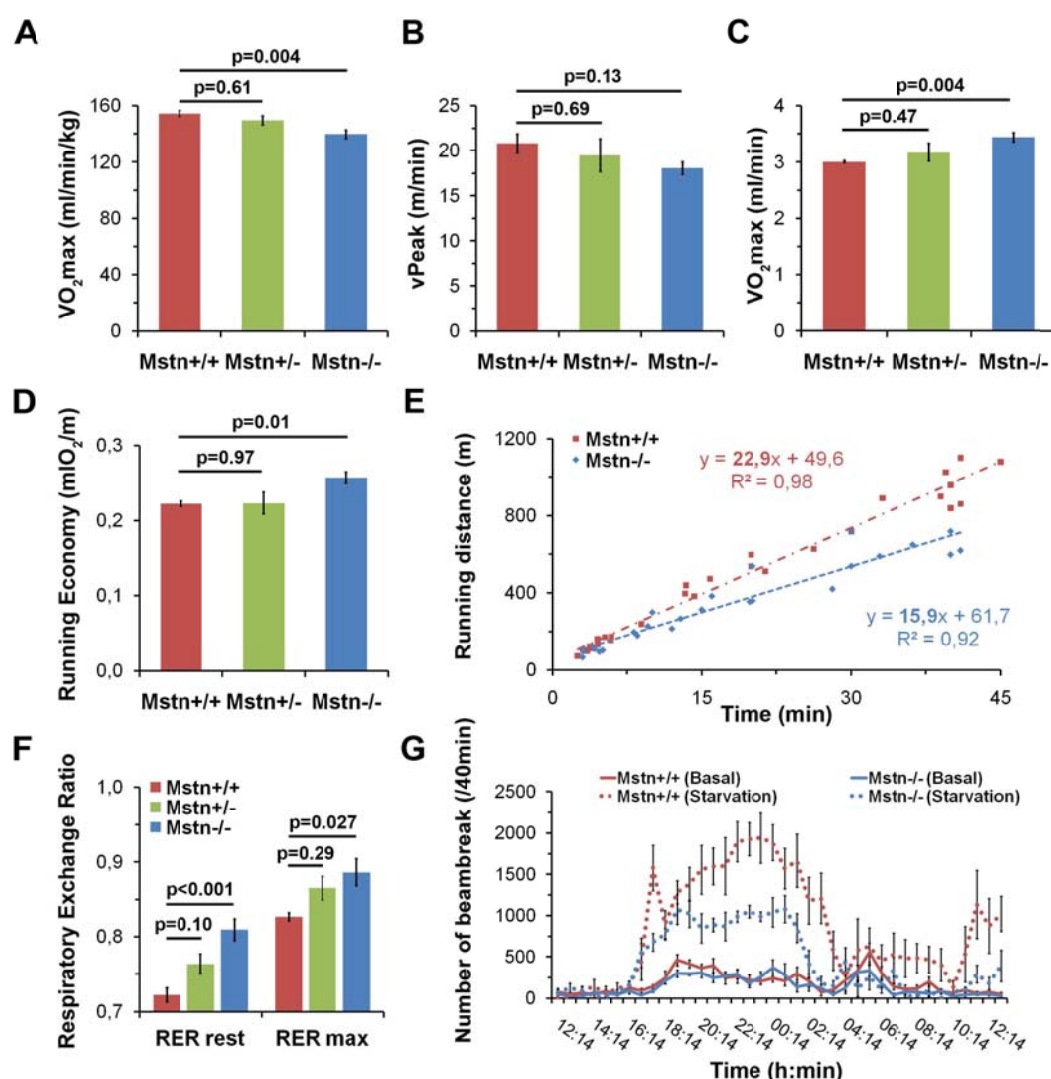 A
p=0.004
p=0.61
VO2max (ml/min/kg)
160
120
80
40
0
Mstn+/+ Mstn+/- Mstn-/-
B
p=0.13
p=0.69
vPeak (m/min)
25
20
15
10
5
0
Mstn+/+ Mstn+/- Mstn-/-
C
p=0.004
p=0.47
VO2max (ml/min)
4
3
2
1
0
Mstn+/+ Mstn+/- Mstn-/-
D
p=0.01
p=0.97
Running Economy (mlO2/m)
0,3
0,2
0,1
0,0
Mstn+/+ Mstn+/- Mstn-/-
E
Mstn+/+
Mstn-/-
y = 22,9x + 49,6
R² = 0,98
y = 15,9x + 61,7
R² = 0,92
Running distance (m)
1200
800
400
0
0 15 30 45
Time (min)
F
Mstn+/+
Mstn+/-
Mstn-/-
p=0.027
p=0.29
p<0.001
p=0.10
Respiratory Exchange Ratio
1.0
0,9
0,8
0,7
RER rest RER max
G
Mstn+/+ (Basal) Mstn-/- (Basal)
Mstn+/+ (Starvation) Mstn-/- (Starvation)
Number of beambreak (/40min)
2500
2000
1500
1000
500
0
12:14 14:14 16:14 18:14 20:14 22:14 00:14 02:14 04:14 06:14 08:14 10:14 12:14
Time (h:min)